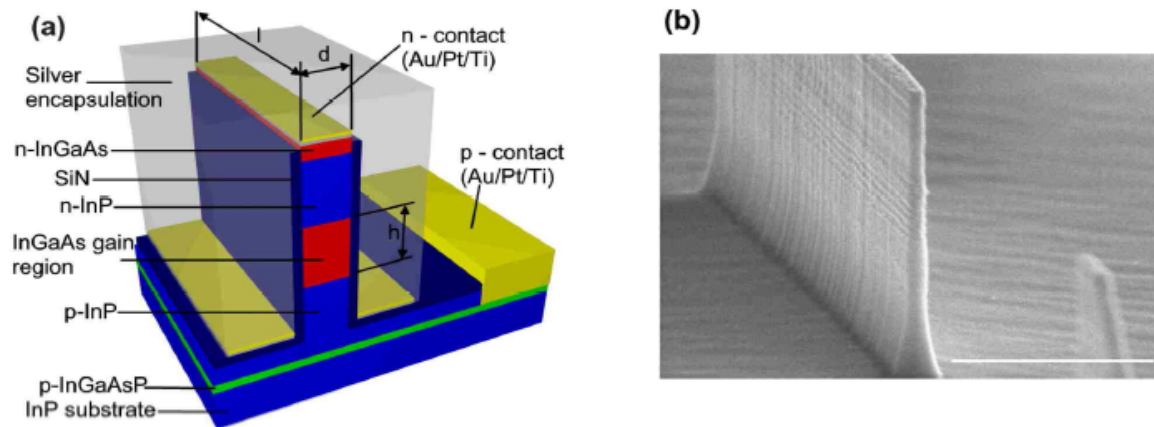 (a)
l
d
n - contact
(Au/Pt/Ti)
Silver
encapsulation
n-InGaAs
SiN
n-InP
InGaAs gain
region
p-InP
p-InGaAsP
InP substrate
h
p - contact
(Au/Pt/Ti)
(b)